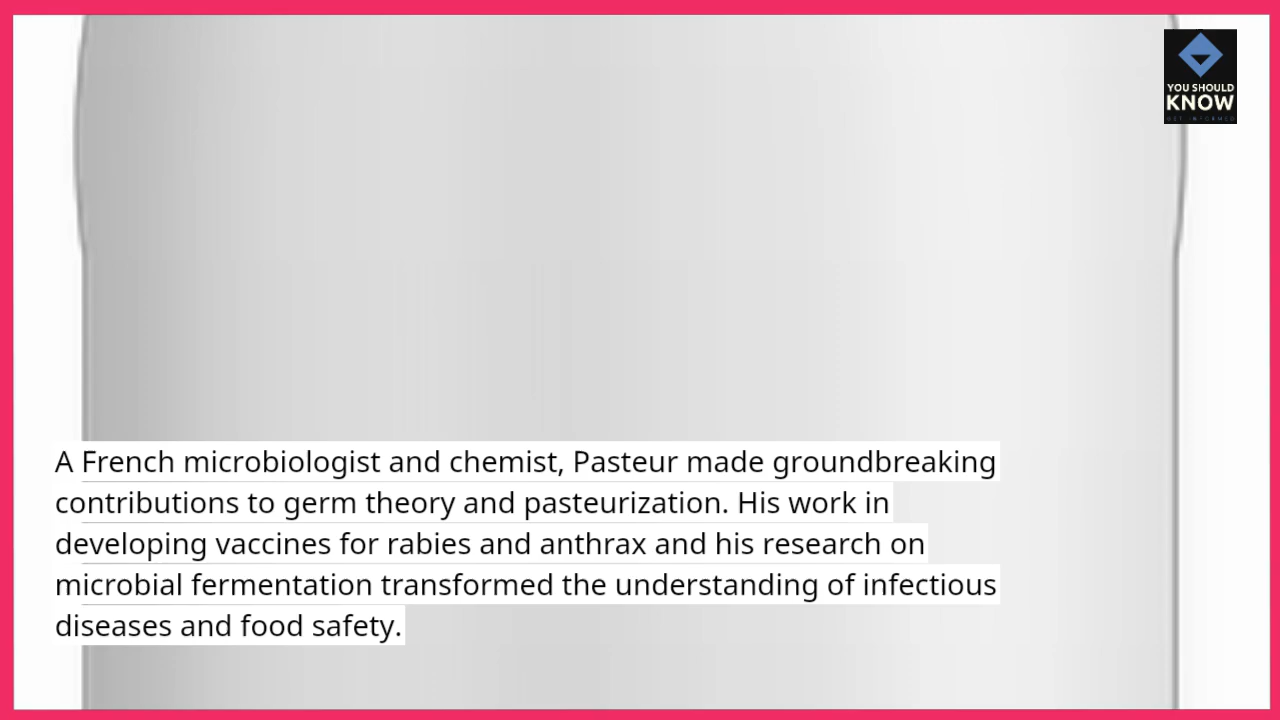 YOU SHOULD
KNOW
GET INFORMED
A French microbiologist and chemist, Pasteur made groundbreaking
contributions to germ theory and pasteurization. His work in
developing vaccines for rabies and anthrax and his research on
microbial fermentation transformed the understanding of infectious
diseases and food safety.